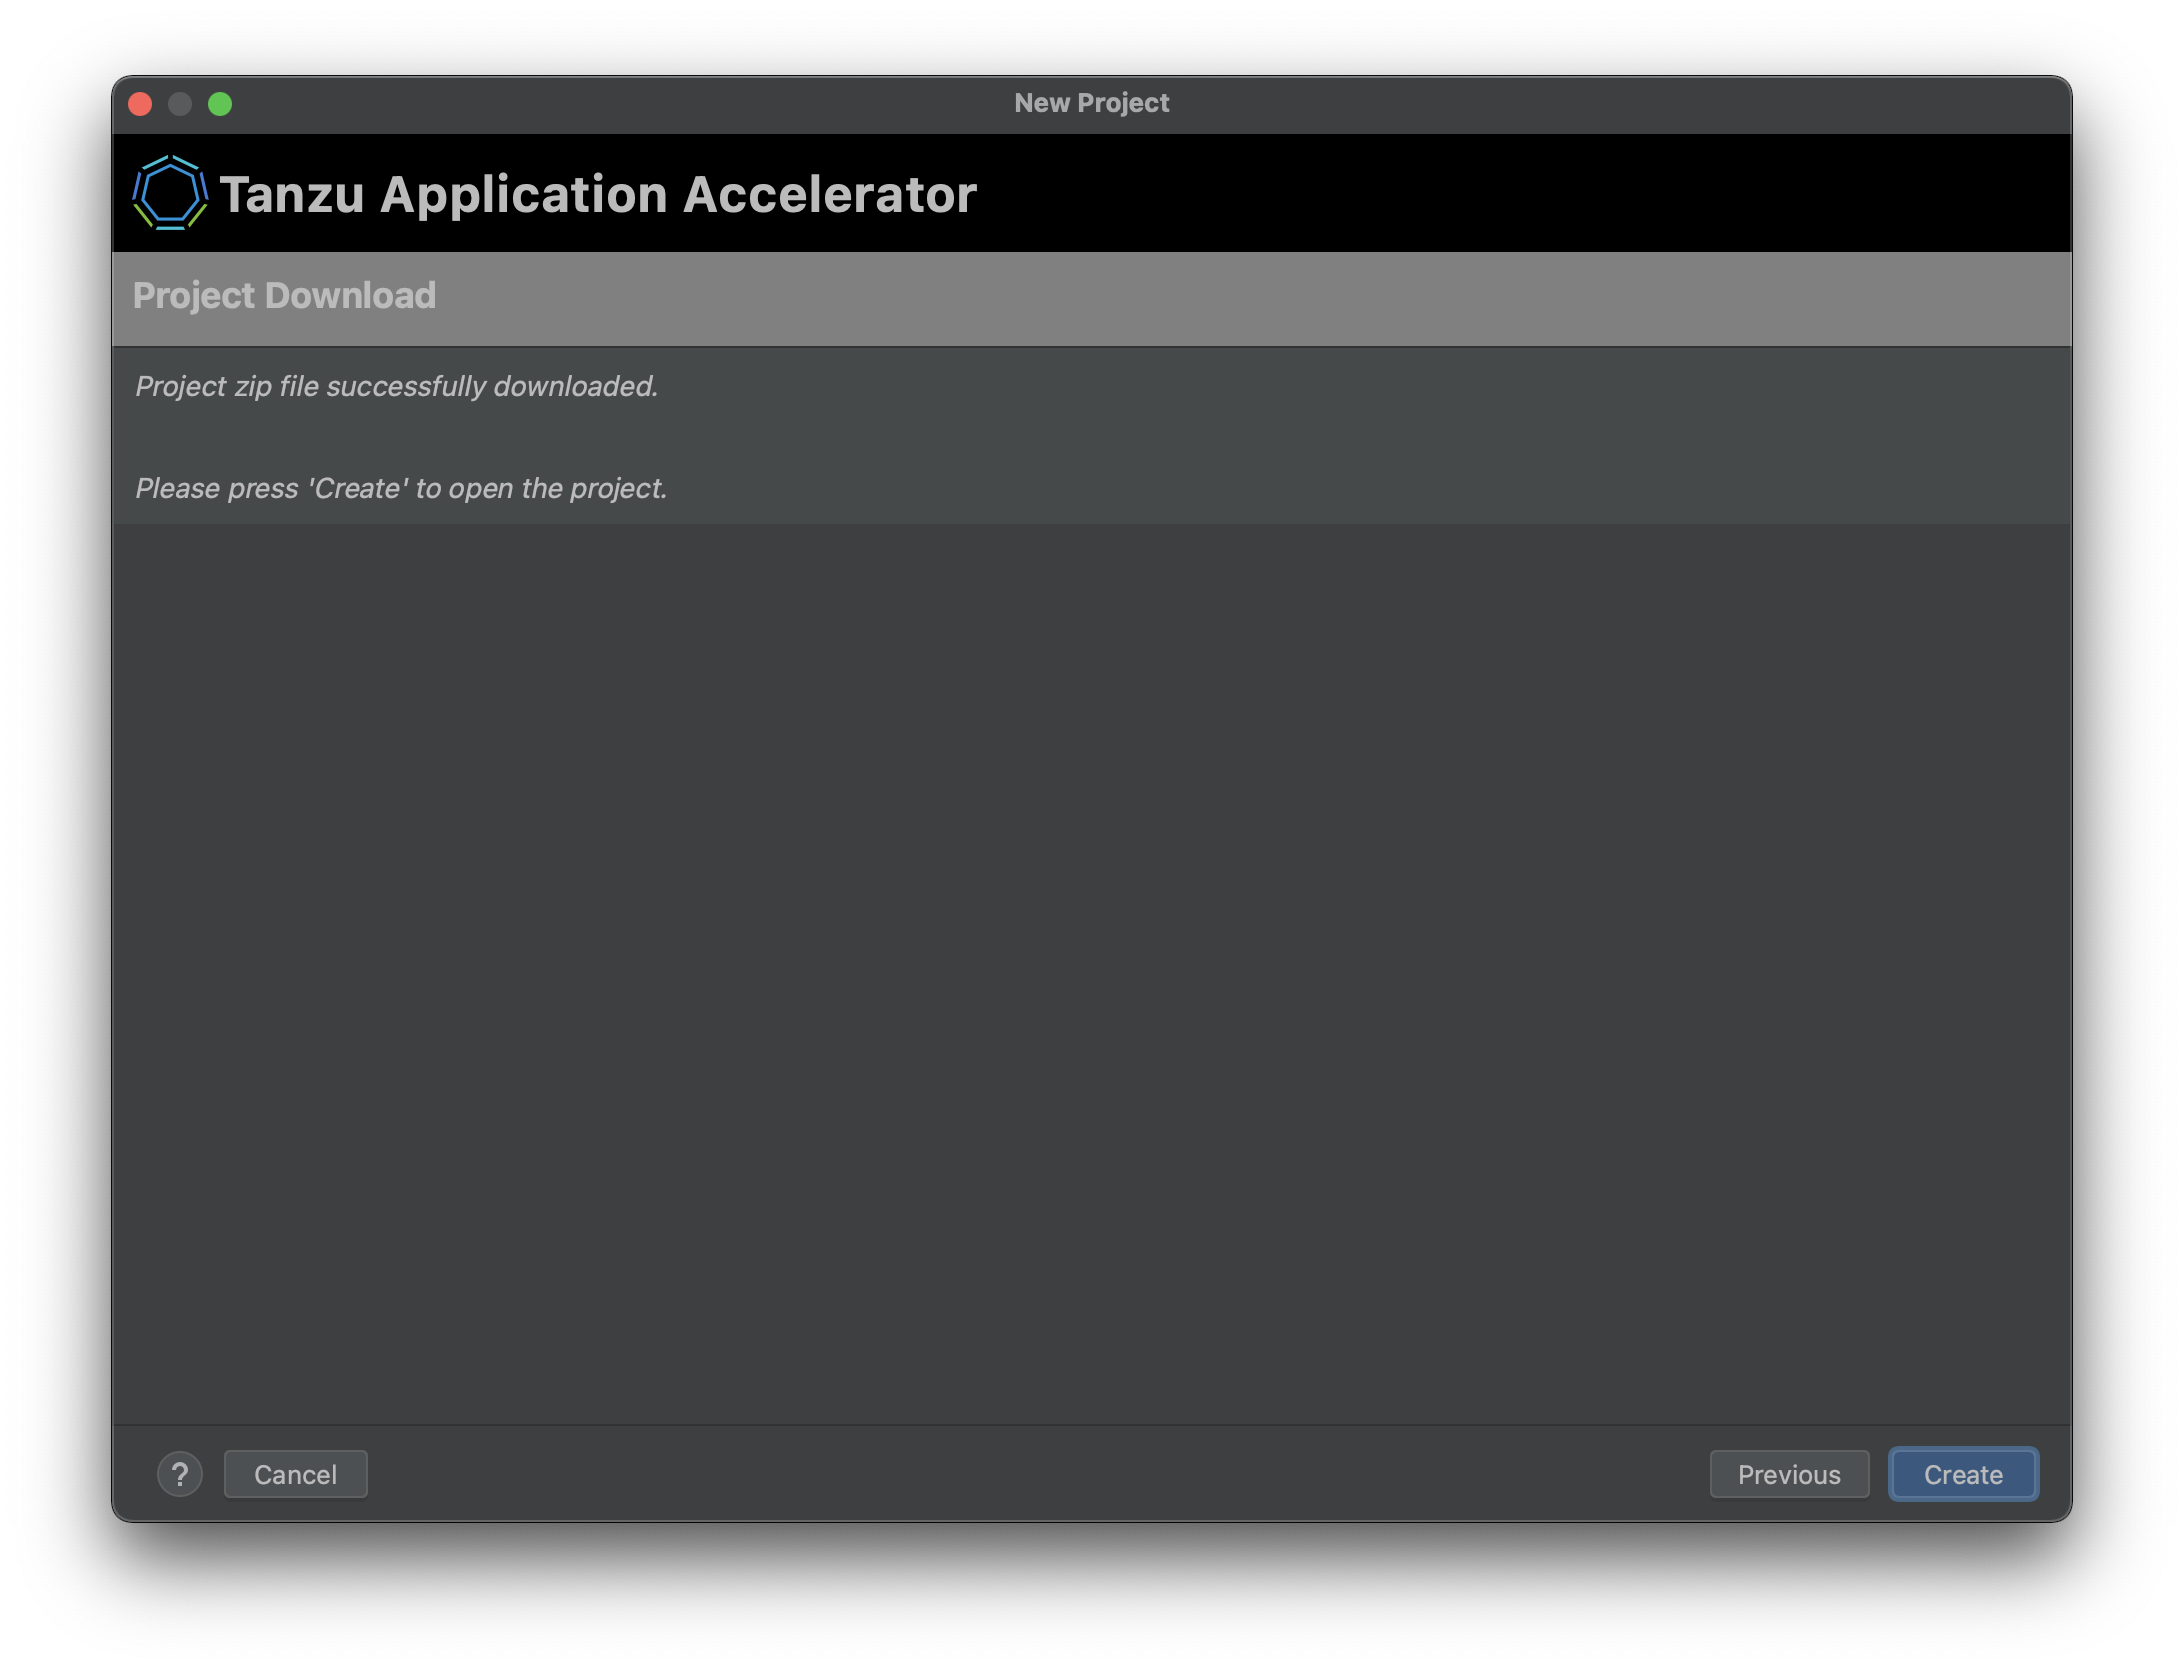 New Project
Tanzu Application Accelerator
Project Download
Project zip file successfully downloaded.
Please press 'Create' to open the project.
? Cancel Previous Create